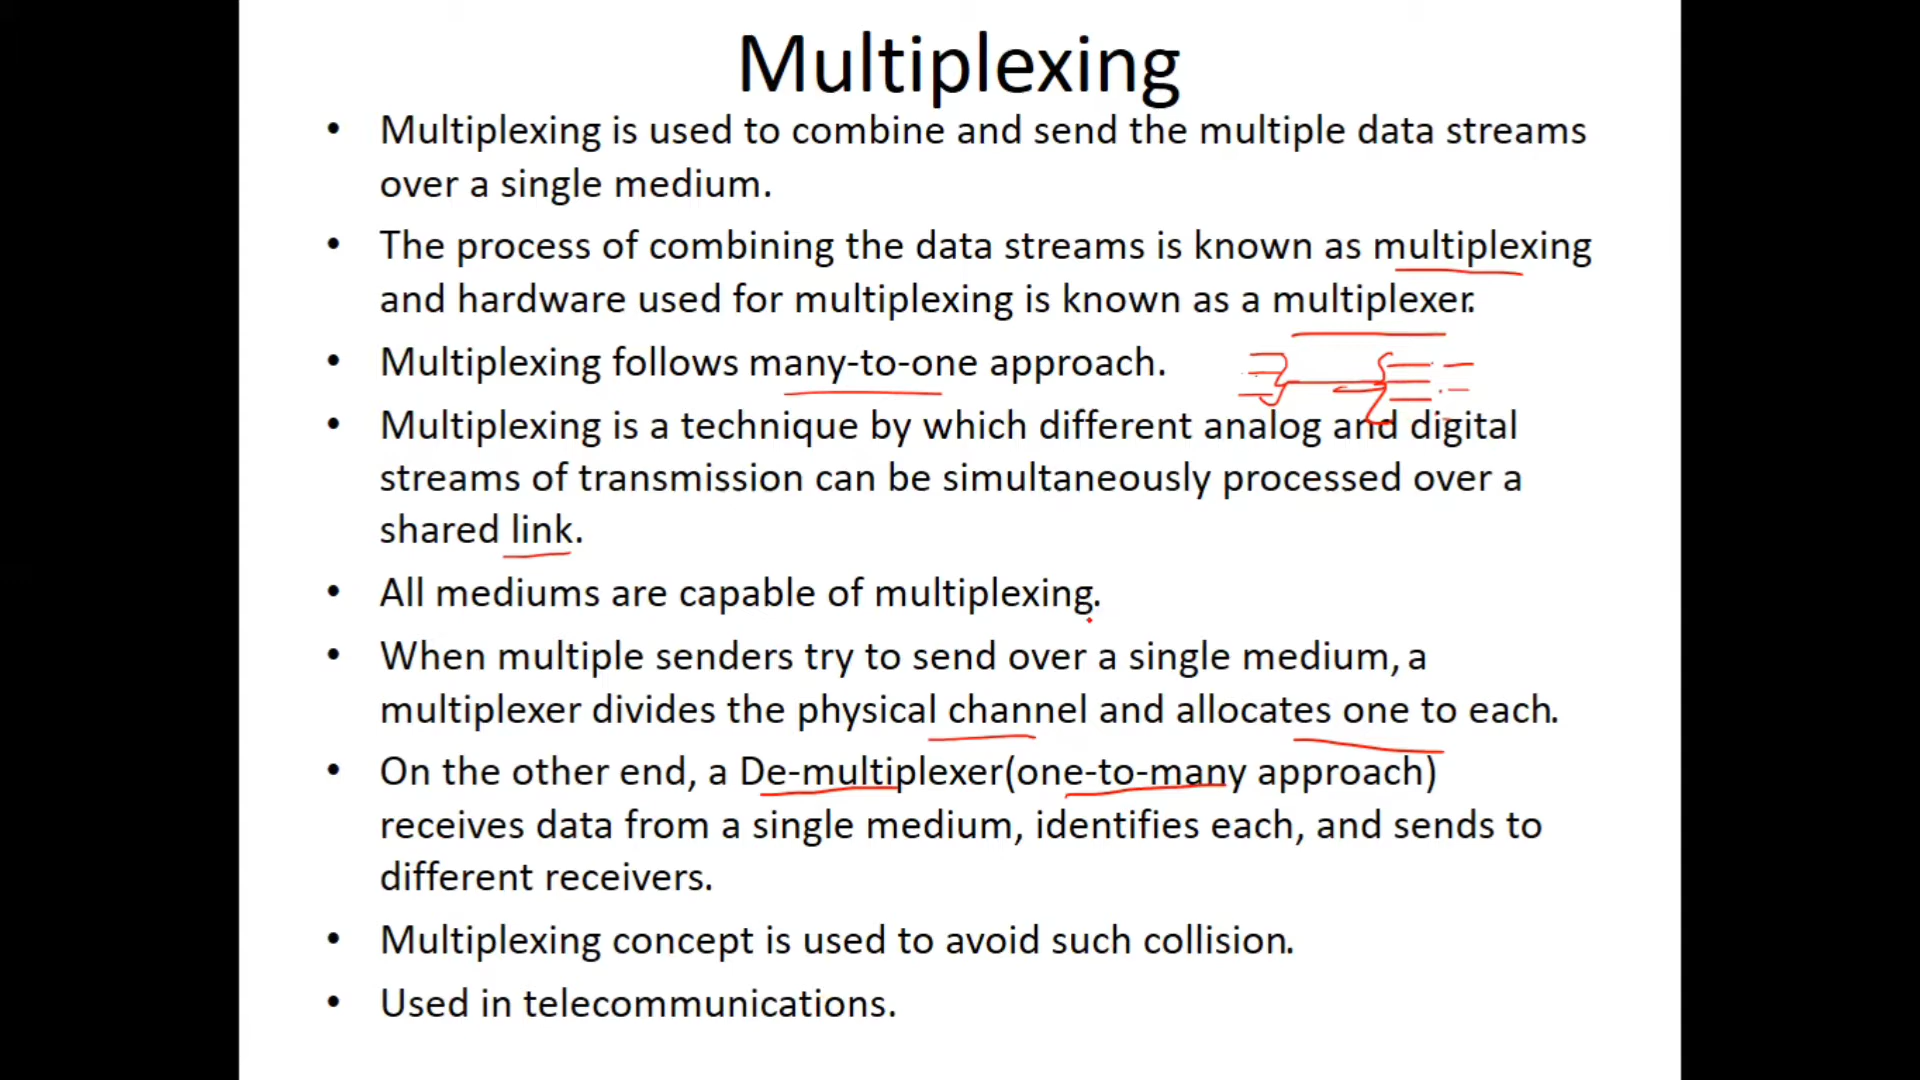 Multiplexing
• Multiplexing is used to combine and send the multiple data streams
over a single medium.
• The process of combining the data streams is known as multiplexing
and hardware used for multiplexing is known as a multiplexer.
• Multiplexing follows many-to-one approach.
• Multiplexing is a technique by which different analog and digital
streams of transmission can be simultaneously processed over a
shared link.
• All mediums are capable of multiplexing.
• When multiple senders try to send over a single medium, a
multiplexer divides the physical channel and allocates one to each.
• On the other end, a De-multiplexer(one-to-many approach)
receives data from a single medium, identifies each, and sends to
different receivers.
• Multiplexing concept is used to avoid such collision.
• Used in telecommunications.